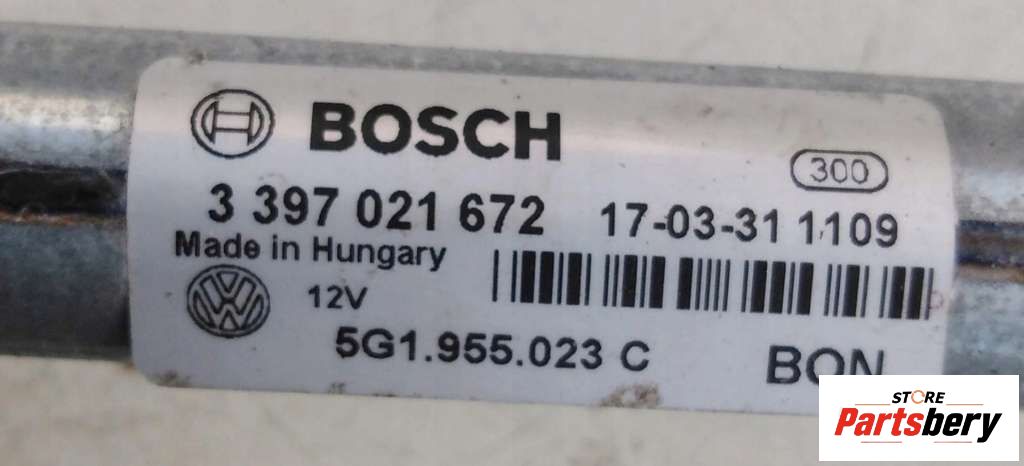 BOSCH
300
3 397 021 672 17-03-31 1109
Made in Hungary
VW 12V
5G1.955.023 C BON
STORE
Partsbery